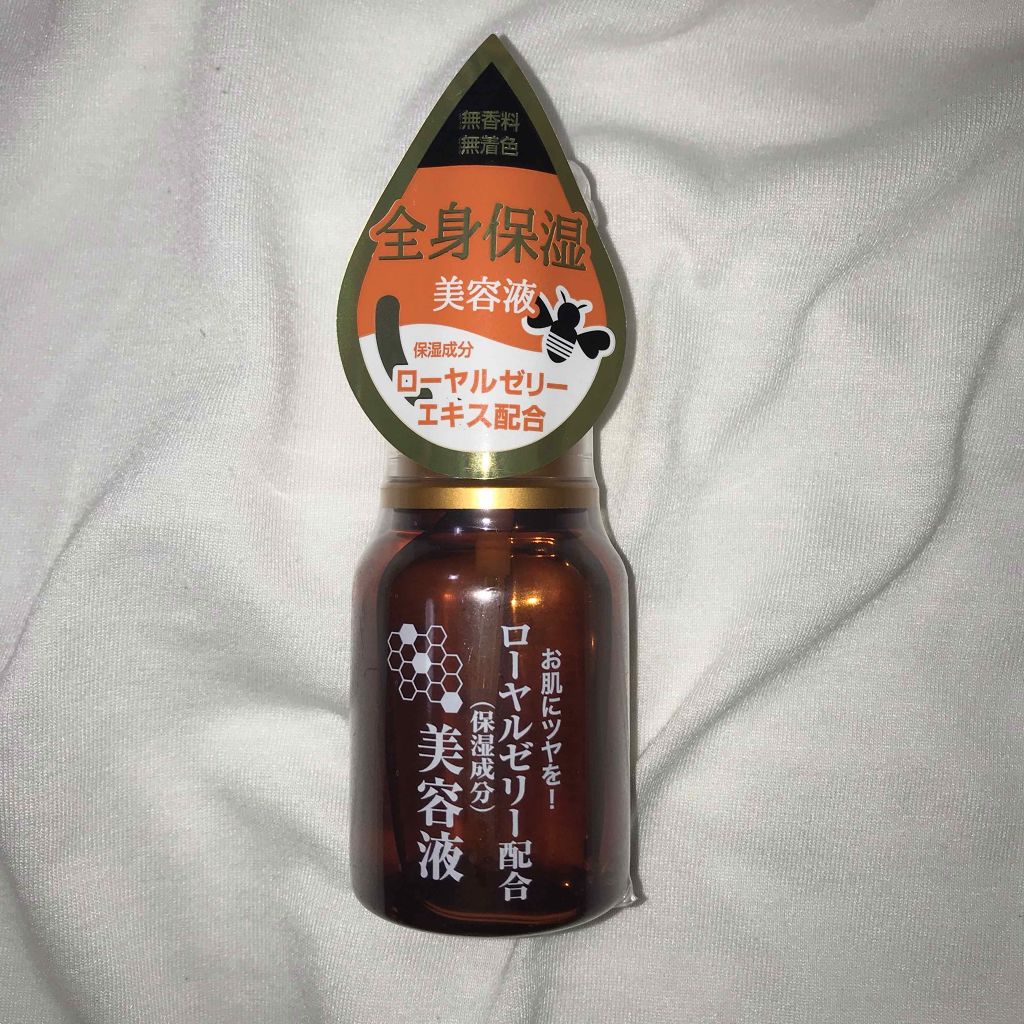 無香料
無着色
全身保湿
美容液
保湿成分
ローヤルゼリー
エキス配合
お肌にツヤを!
ローヤルゼリー配合
(保湿成分)
美容液